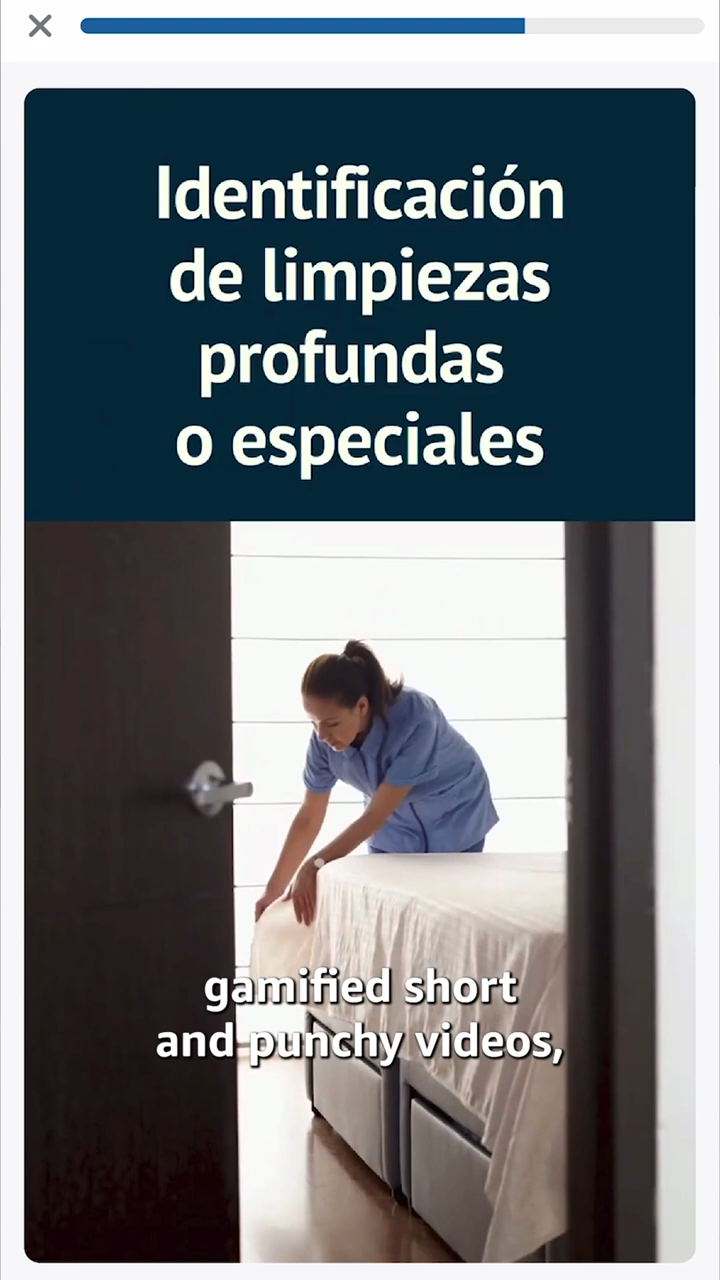 Identificación
de limpiezas
profundas
o especiales
gamified short
and punchy videos,